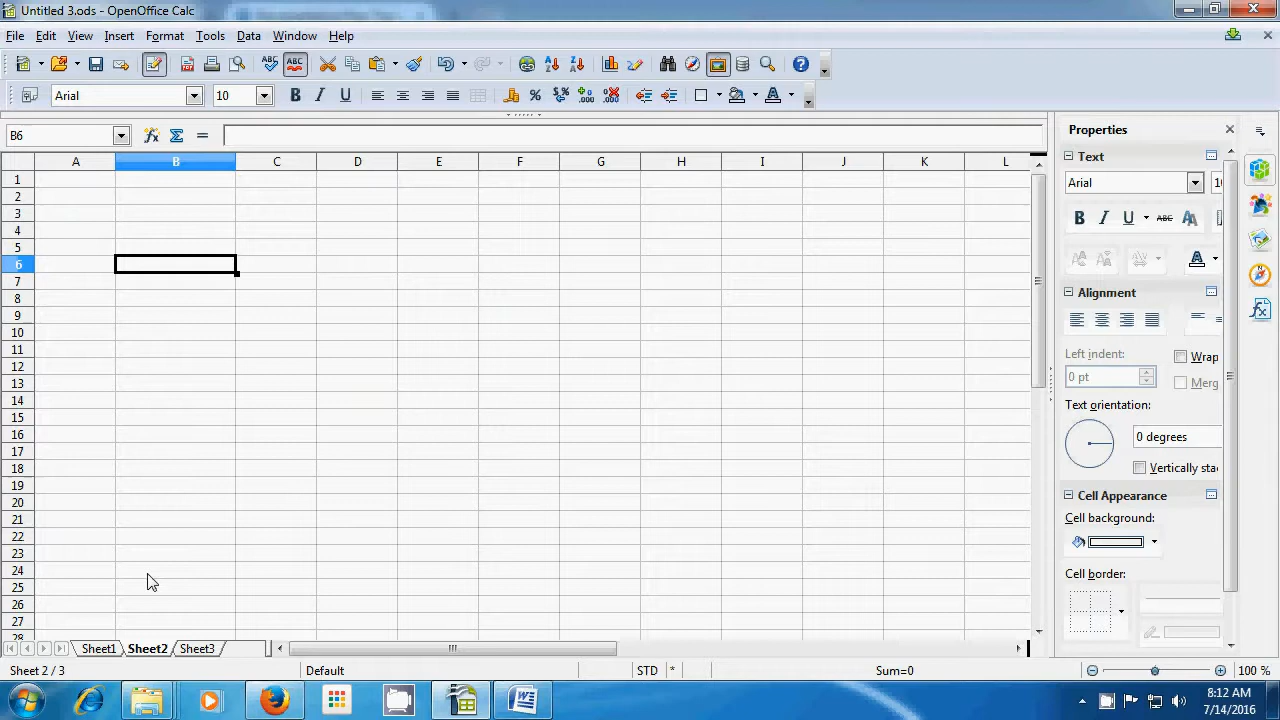 Untitled 3.ods - OpenOffice Calc
File Edit View Insert Format Tools Data Window Help
Arial 10
B6
A B C D E F G H I J K L
1
2
3
4
5
6
7
8
9
10
11
12
13
14
15
16
17
18
19
20
21
22
23
24
25
26
27
28
Properties
Text
Arial
Alignment
Left indent:
Wrap
0 pt
Merg
Text orientation:
0 degrees
Vertically sta
Cell Appearance
Cell background:
Cell border:
Sheet1 Sheet2 Sheet3
Sheet 2 / 3 Default STD * Sum=0 100 %
8:12 AM
7/14/2016